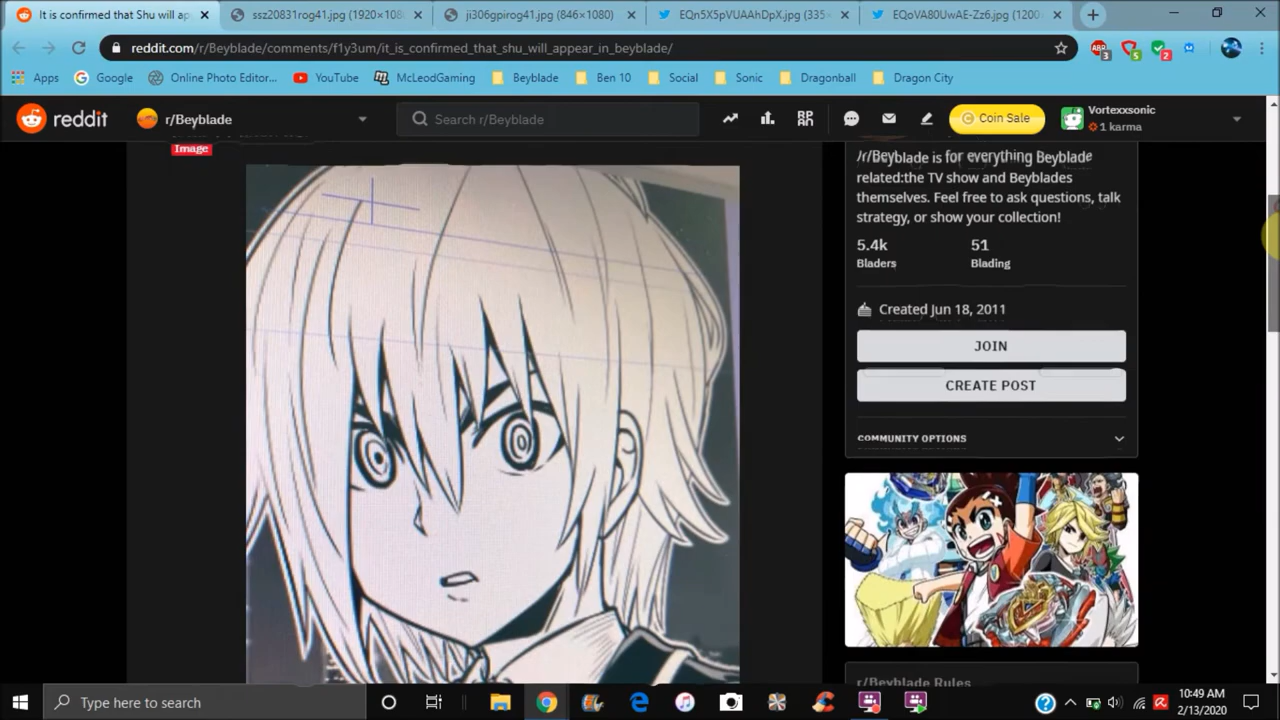 It is confirmed that Shu will ap
ssz20831rog41.jpg (1920×108
ji306gpirog41.jpg (846×1080)
EQn5X5pVUAAhDpX.jpg (335×
EQoVA80UwAE-Zz6.jpg (1200
reddit.com/r/Beyblade/comments/f1y3um/it_is_confirmed_that_shu_will_appear_in_beyblade/
ABP
3
5
2
Apps
Google
Online Photo Editor...
YouTube
McLeodGaming
Beyblade
Ben 10
Social
Sonic
Dragonball
Dragon City
reddit
r/Beyblade
Search r/Beyblade
Coin Sale
Vortexxsonic
1 karma
Image
/r/Beyblade is for everything Beyblade
related:the TV show and Beyblades
themselves. Feel free to ask questions, talk
strategy, or show your collection!
5.4k
51
Bladers
Blading
Created Jun 18, 2011
JOIN
CREATE POST
COMMUNITY OPTIONS
r/Beyblade Rules
Type here to search
10:49 AM
2/13/2020